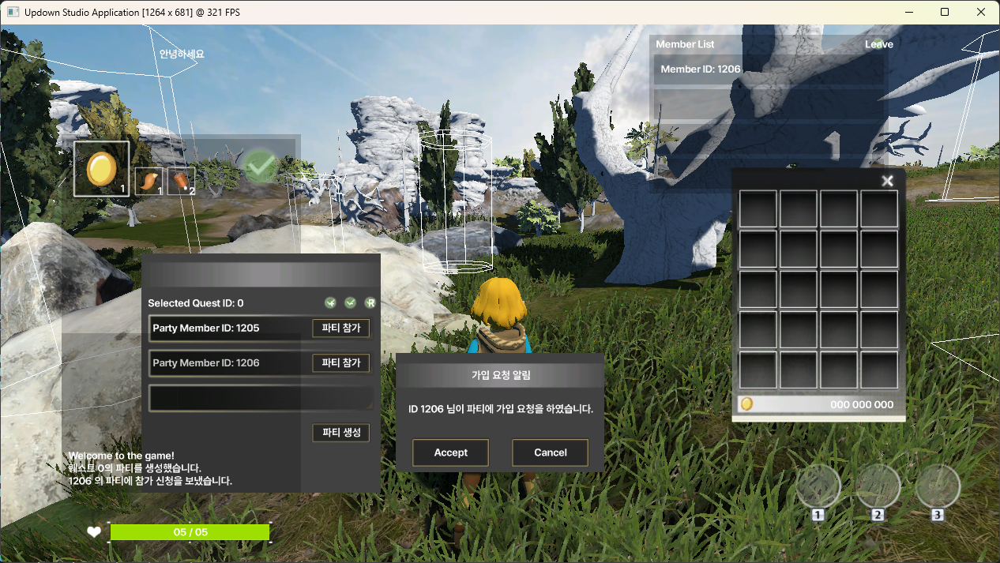 Updown Studio Application [1264 x 681] @ 321 FPS
안녕하세요
Member List
Leave
Member ID: 1206
1
1
2
Selected Quest ID: 0
R
Party Member ID: 1205
파티 참가
Party Member ID: 1206
파티 참가
파티 생성
가입 요청 알림
ID 1206 님이 파티에 가입 요청을 하였습니다.
Accept
Cancel
000 000 000
Welcome to the game!
퀘스트 0의 파티를 생성했습니다.
1206 의 파티에 참가 신청을 보냈습니다.
05 / 05
1
2
3